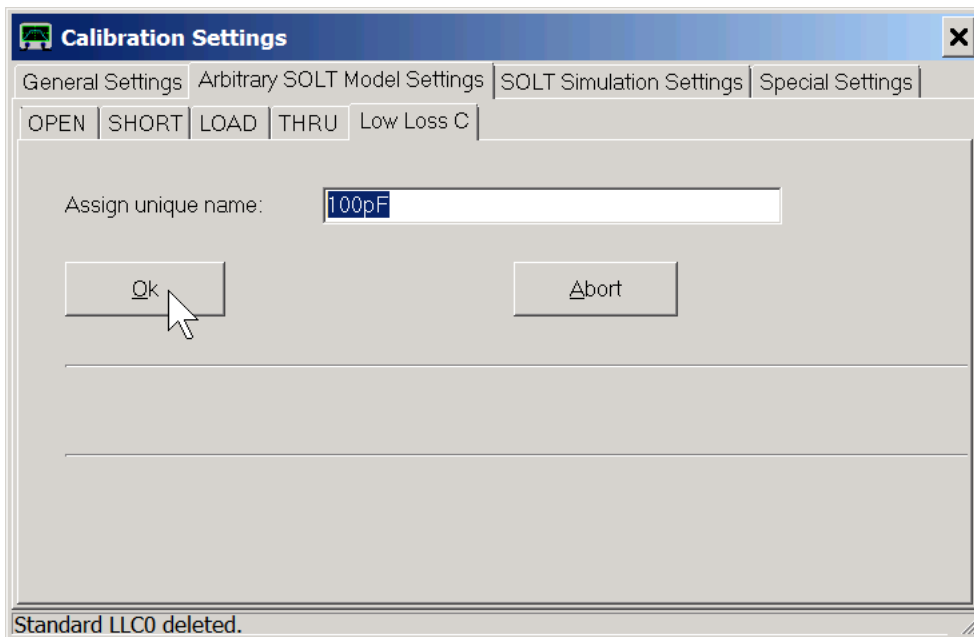 Calibration Settings
General Settings Arbitrary SOLT Model Settings SOLT Simulation Settings Special Settings
OPEN SHORT LOAD THRU Low Loss C
Assign unique name: 100pF
Ok Abort
Standard LLC0 deleted.